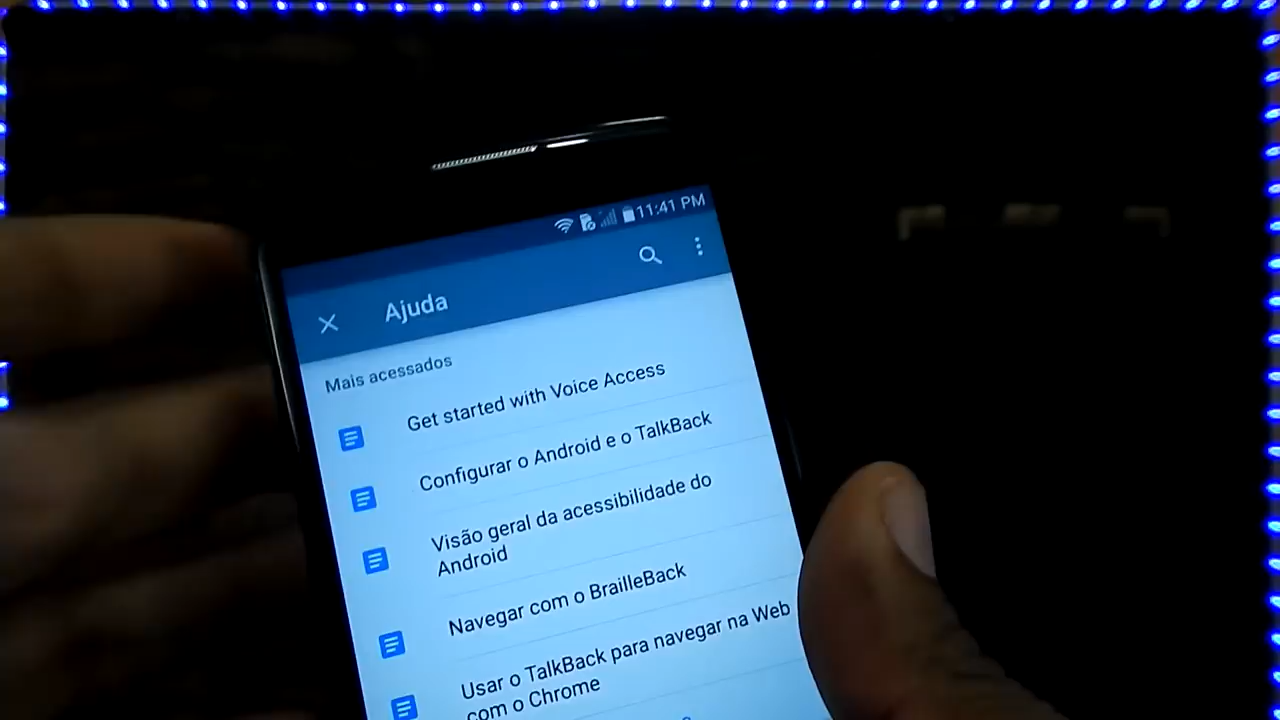 11:41 PM
Ajuda
Mais acessados
Get started with Voice Access
Configurar o Android e o TalkBack
Visão geral da acessibilidade do
Android
Navegar com o BrailleBack
Usar o TalkBack para navegar na Web
com o Chrome